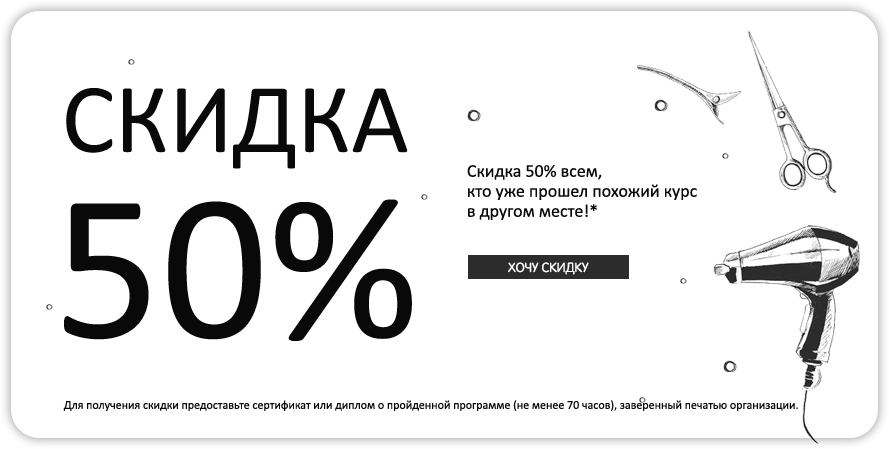 СКИДКА
50%
Скидка 50% всем,
кто уже прошел похожий курс
в другом месте!*
ХОЧУ СКИДКУ
Для получения скидки предоставьте сертификат или диплом о пройденной программе (не менее 70 часов), заверенный печатью организации.